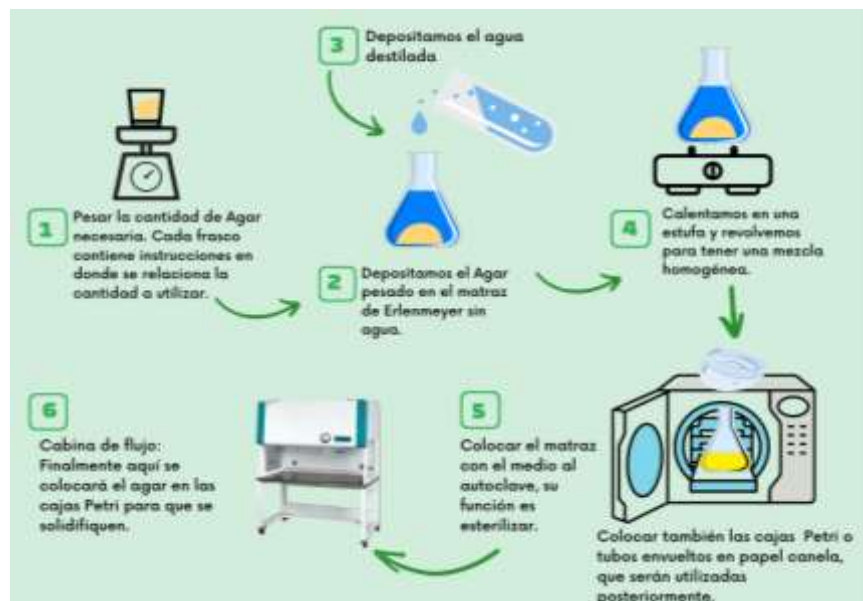 1
Pesar la cantidad de Agar
necesaria. Cada frasco
contiene instrucciones en
donde se relaciona la
cantidad a utilizar.
2
Depositamos el Agar
pesado en el matraz
de Erlenmeyer sin
agua.
3
Depositamos el agua
destilada
4
Calentamos en una
estufa y revolvemos
para tener una mezcla
homogénea.
5
Colocar el matraz
con el medio al
autoclave, su
función es
esterilizar.
Colocar también las cajas Petri o
tubos envueltos en papel canela,
que serán utilizadas
posteriormente.
6
Cabina de flujo:
Finalmente aquí se
colocará el agar en las
cajas Petri para que se
solidifiquen.